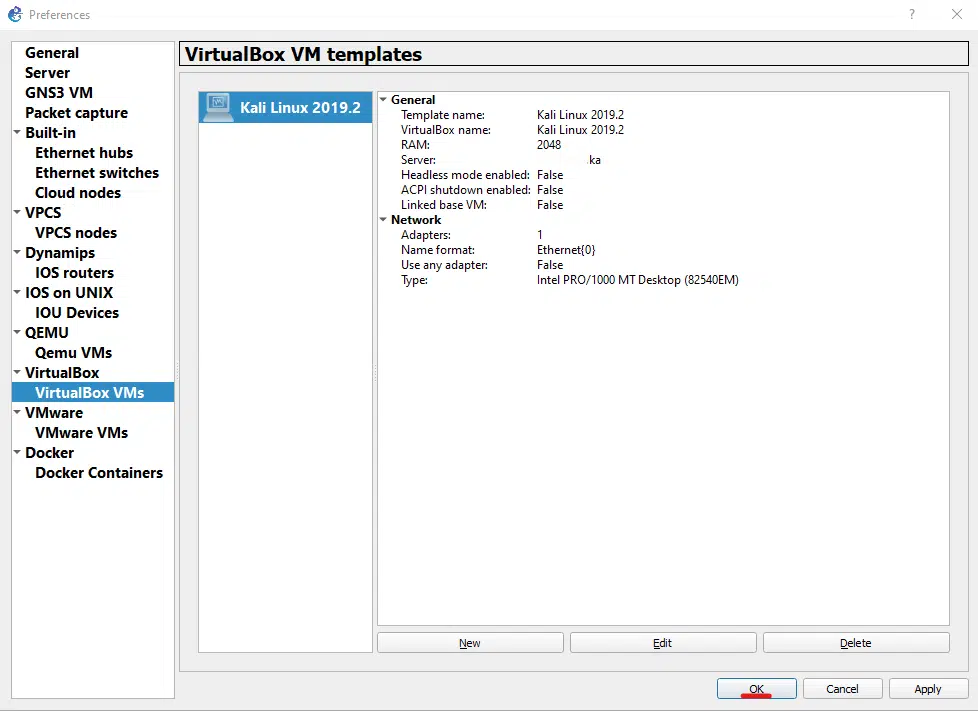 Preferences
?
General
Server
GNS3 VM
Packet capture
Built-in
Ethernet hubs
Ethernet switches
Cloud nodes
VPCS
VPCS nodes
Dynamips
IOS routers
IOS on UNIX
IOU Devices
QEMU
Qemu VMs
VirtualBox
VirtualBox VMs
VMware
VMware VMs
Docker
Docker Containers
VirtualBox VM templates
Kali Linux 2019.2
General
Template name: Kali Linux 2019.2
VirtualBox name: Kali Linux 2019.2
RAM: 2048
Server: ka
Headless mode enabled: False
ACPI shutdown enabled: False
Linked base VM: False
Network
Adapters: 1
Name format: Ethernet{0}
Use any adapter: False
Type: Intel PRO/1000 MT Desktop (82540EM)
New Edit Delete
OK Cancel Apply